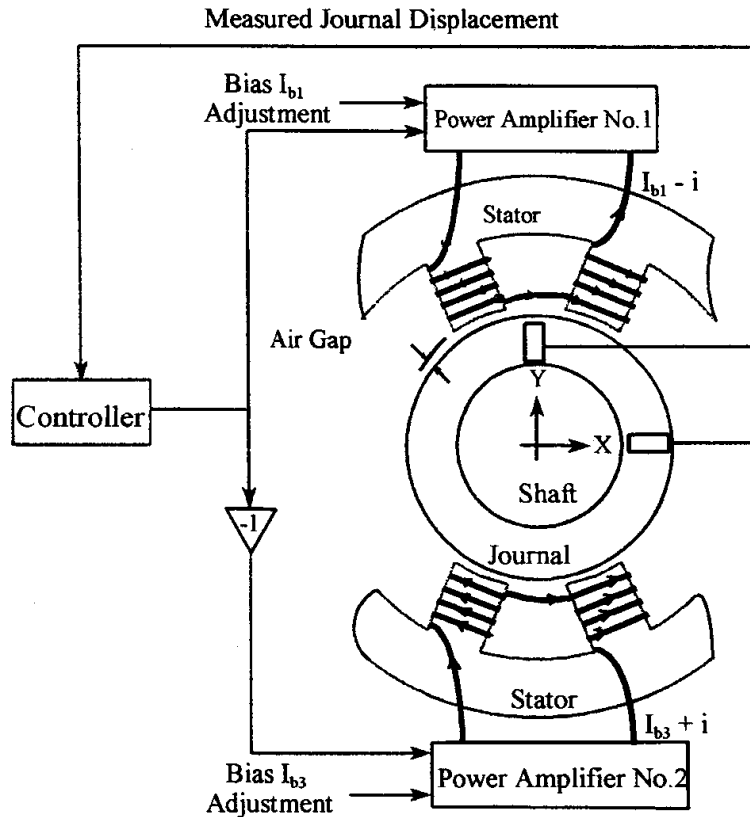 Measured Journal Displacement
Bias I_b1
Adjustment
Power Amplifier No.1
I_b1 - i
Stator
Air Gap
Controller
Y
X
Shaft
-1
Journal
Stator
I_b3 + i
Bias I_b3
Adjustment
Power Amplifier No.2